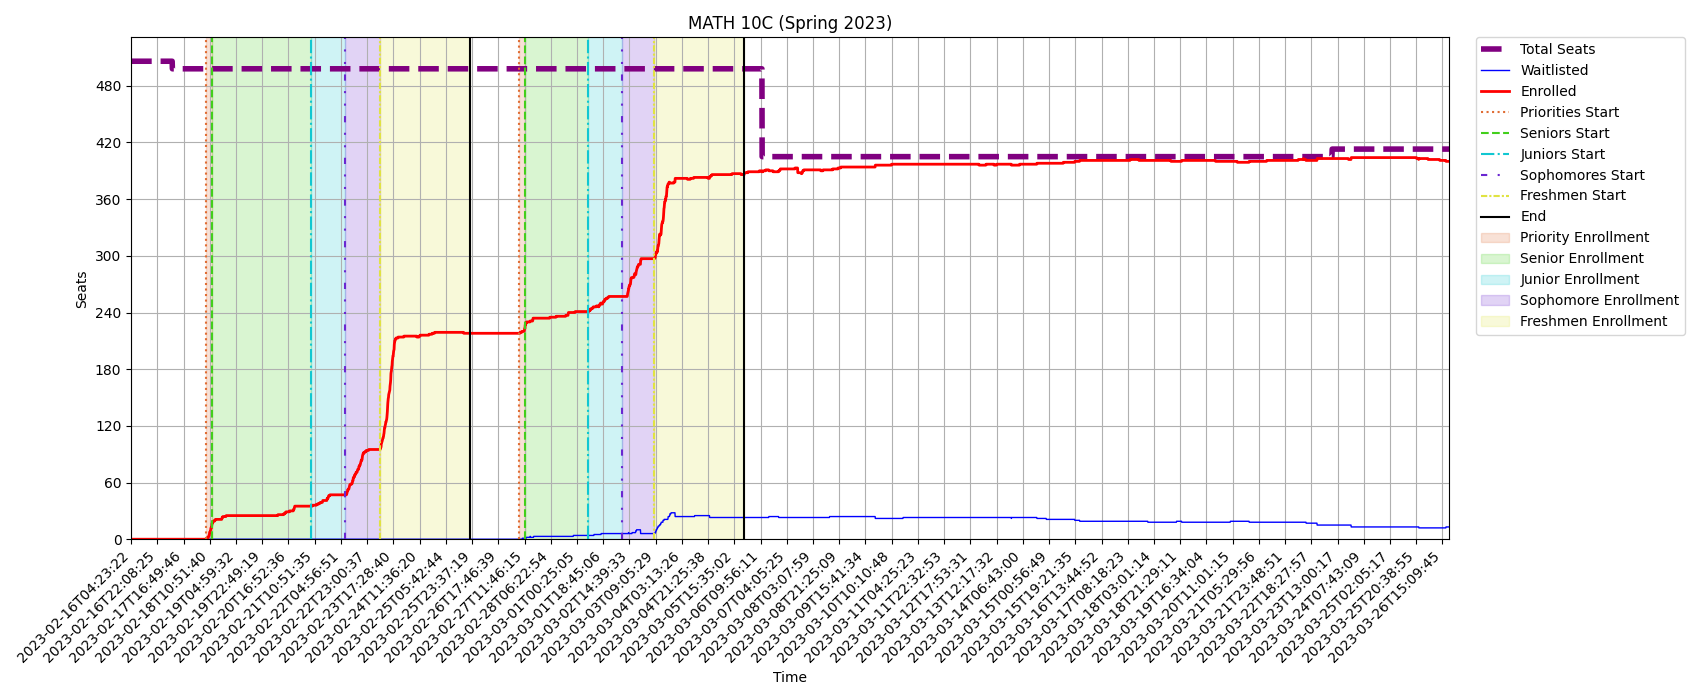 MATH 10C (Spring 2023)
Total Seats
Waitlisted
Enrolled
Priorities Start
Seniors Start
Juniors Start
Sophomores Start
Freshmen Start
End
Priority Enrollment
Senior Enrollment
Junior Enrollment
Sophomore Enrollment
Freshmen Enrollment
Seats
480
420
360
300
240
180
120
60
0
2023-02-16T04:23:22
2023-02-16T22:08:25
2023-02-17T16:49:46
2023-02-18T10:51:40
2023-02-19T04:59:32
2023-02-19T22:49:19
2023-02-20T16:52:36
2023-02-21T10:51:35
2023-02-22T04:56:51
2023-02-22T23:00:37
2023-02-23T17:28:40
2023-02-24T11:36:20
2023-02-25T05:42:44
2023-02-25T23:37:19
2023-02-26T17:46:39
2023-02-27T11:46:15
2023-02-28T06:22:54
2023-03-01T00:25:05
2023-03-01T18:45:06
2023-03-02T14:39:33
2023-03-03T09:05:29
2023-03-04T03:13:26
2023-03-04T21:25:38
2023-03-05T15:35:02
2023-03-06T09:56:11
2023-03-07T04:05:25
2023-03-08T03:07:59
2023-03-08T21:25:09
2023-03-09T15:41:34
2023-03-10T10:10:48
2023-03-11T04:25:23
2023-03-11T22:32:53
2023-03-12T17:53:31
2023-03-13T12:17:32
2023-03-14T06:43:00
2023-03-15T00:56:49
2023-03-15T19:21:35
2023-03-16T13:44:52
2023-03-17T08:18:23
2023-03-18T03:01:14
2023-03-18T21:29:11
2023-03-19T16:34:04
2023-03-20T11:01:15
2023-03-21T05:29:56
2023-03-21T23:48:51
2023-03-22T18:27:57
2023-03-23T13:00:17
2023-03-24T07:43:09
2023-03-25T02:05:17
2023-03-25T20:38:55
2023-03-26T15:09:45
Time